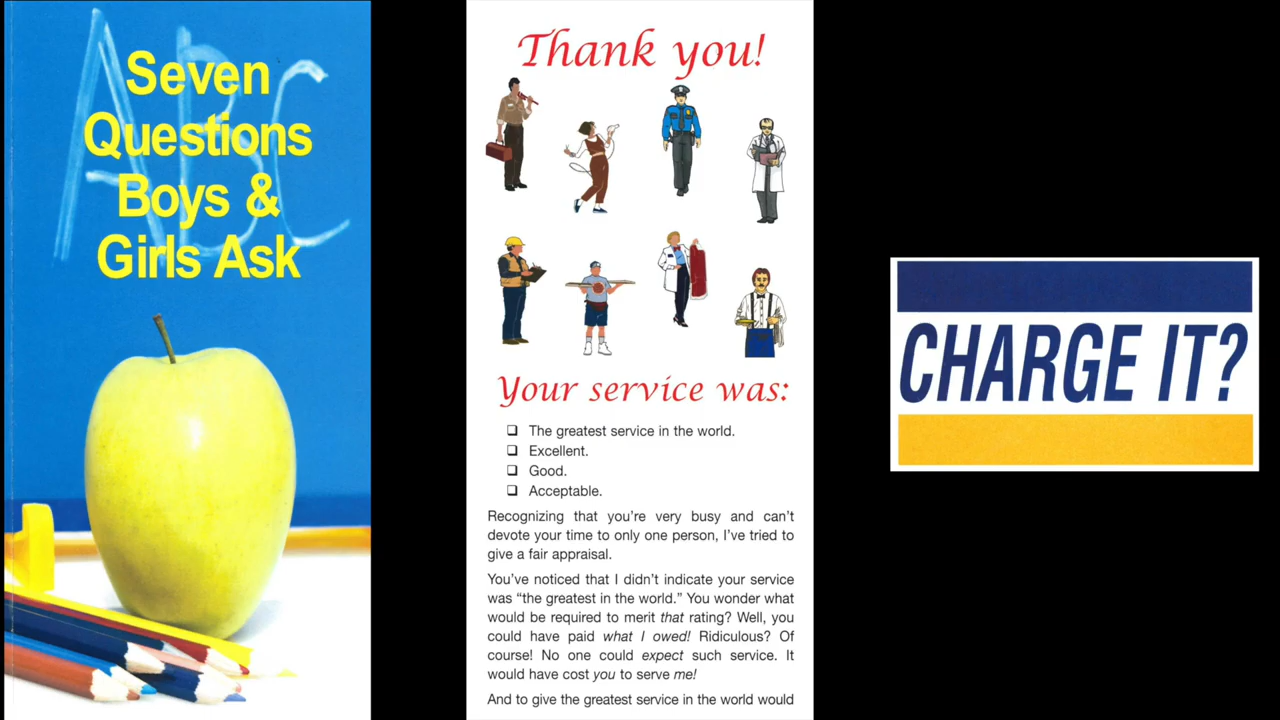 ABC
Seven
Questions
Boys &
Girls Ask
Thank you!
Your service was:
❑ The greatest service in the world.
❑ Excellent.
❑ Good.
❑ Acceptable.
Recognizing that you’re very busy and can’t
devote your time to only one person, I’ve tried to
give a fair appraisal.
You’ve noticed that I didn’t indicate your service
was “the greatest in the world.” You wonder what
would be required to merit that rating? Well, you
could have paid what I owed! Ridiculous? Of
course! No one could expect such service. It
would have cost you to serve me!
And to give the greatest service in the world would
CHARGE IT?